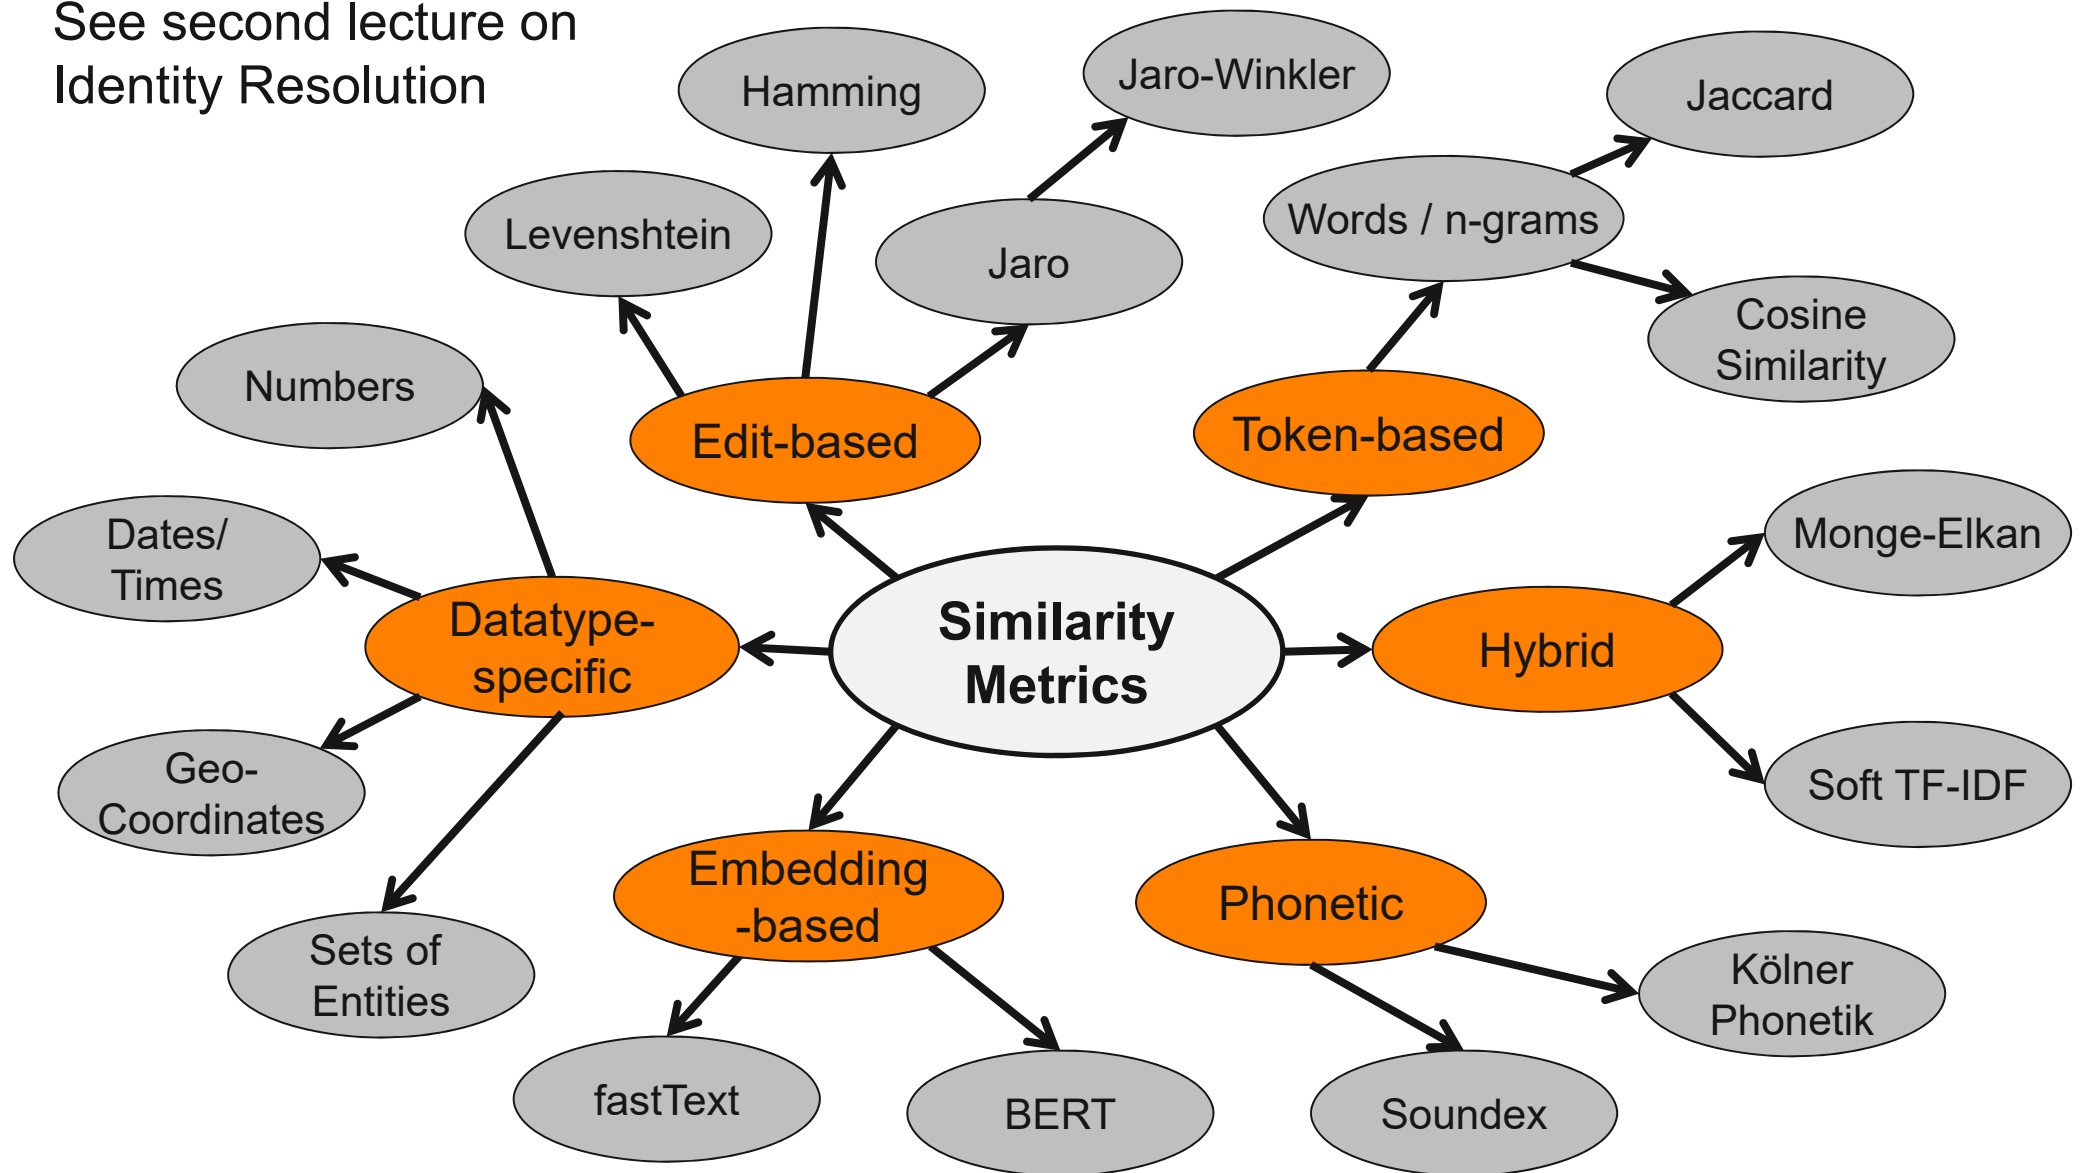 See second lecture on
Identity Resolution
Hamming
Jaro-Winkler
Jaccard
Levenshtein
Jaro
Words / n-grams
Cosine
Similarity
Numbers
Edit-based
Token-based
Dates/
Times
Monge-Elkan
Datatype-
specific
Similarity
Metrics
Hybrid
Geo-
Coordinates
Soft TF-IDF
Embedding
-based
Phonetic
Sets of
Entities
Kölner
Phonetik
fastText
BERT
Soundex